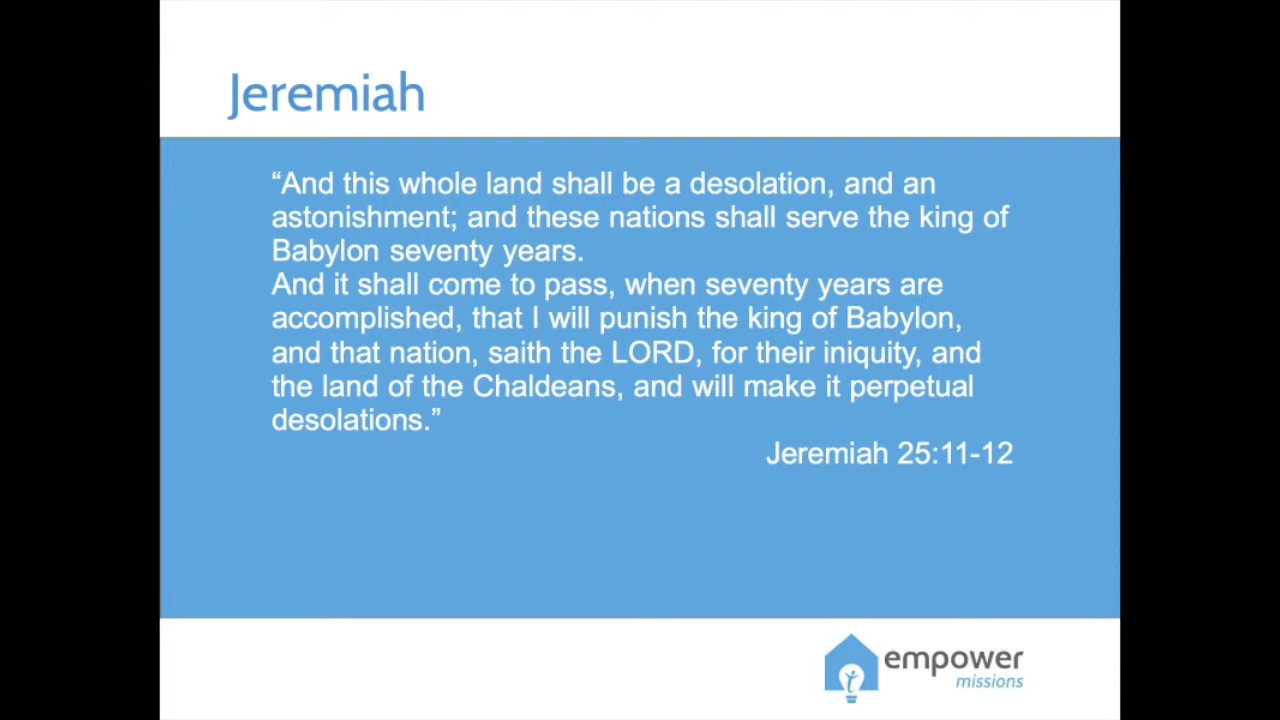 Jeremiah
“And this whole land shall be a desolation, and an
astonishment; and these nations shall serve the king of
Babylon seventy years.
And it shall come to pass, when seventy years are
accomplished, that I will punish the king of Babylon,
and that nation, saith the LORD, for their iniquity, and
the land of the Chaldeans, and will make it perpetual
desolations.”
Jeremiah 25:11-12
empower
missions